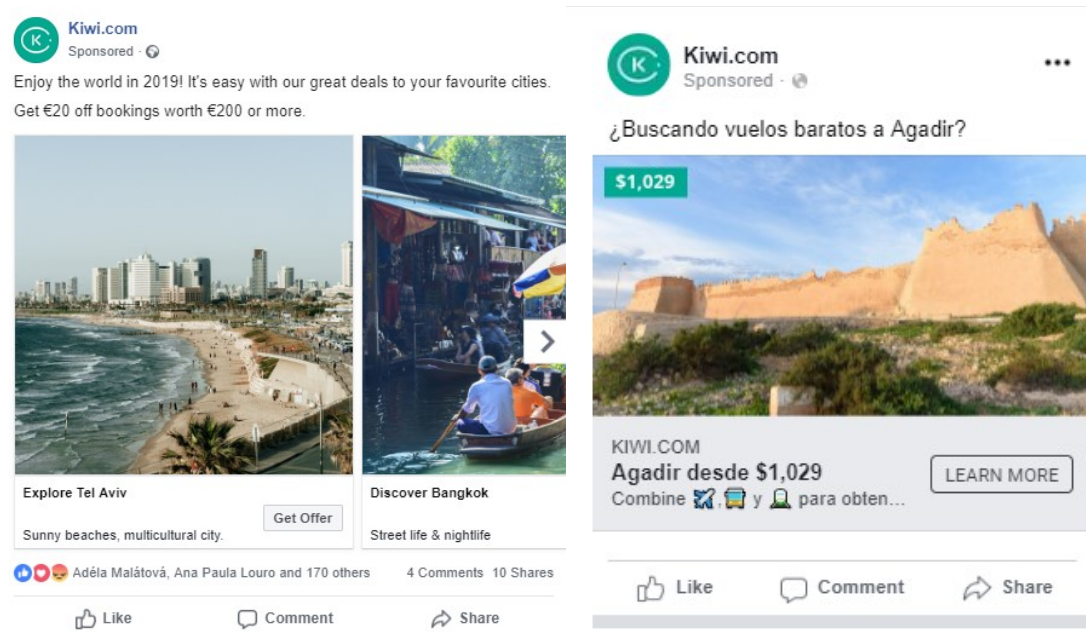 Kiwi.com
Sponsored ·
Enjoy the world in 2019! It's easy with our great deals to your favourite cities.
Get €20 off bookings worth €200 or more.
Explore Tel Aviv
Get Offer
Sunny beaches, multicultural city.
Discover Bangkok
Street life & nightlife
Adéla Malátová, Ana Paula Louro and 170 others
4 Comments 10 Shares
Like
Comment
Share
Kiwi.com
Sponsored ·
¿Buscando vuelos baratos a Agadir?
$1,029
KIWI.COM
Agadir desde $1,029
Combine ✈️,🚍 y 🚊 para obten...
LEARN MORE
Like
Comment
Share